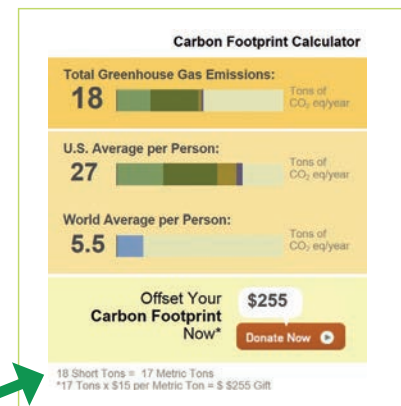 Carbon Footprint Calculator
Total Greenhouse Gas Emissions:
18
Tons of
CO₂ eq/year
U.S. Average per Person:
27
Tons of
CO₂ eq/year
World Average per Person:
5.5
Tons of
CO₂ eq/year
Offset Your
Carbon Footprint
Now*
$255
Donate Now
18 Short Tons = 17 Metric Tons
*17 Tons x $15 per Metric Ton = $ $255 Gift